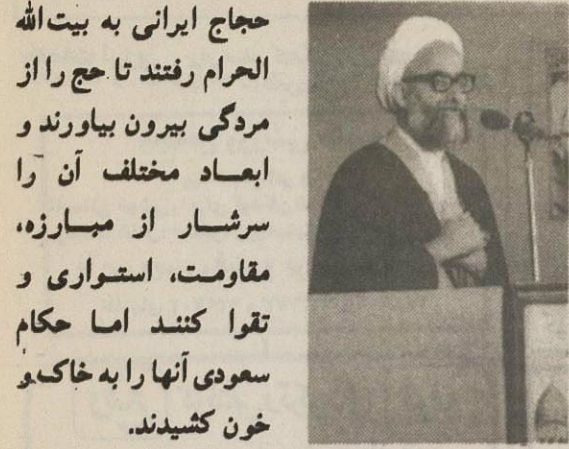 حجاج ایرانی به بیت‌الله
الحرام رفتند تا حج را از
مردگی بیرون بیاورند و
ابعاد مختلف آن را
سرشار از مبارزه،
مقاومت، استواری و
تقوا کنند اما حکام
سعودی آنها را به خاک و
خون کشیدند.